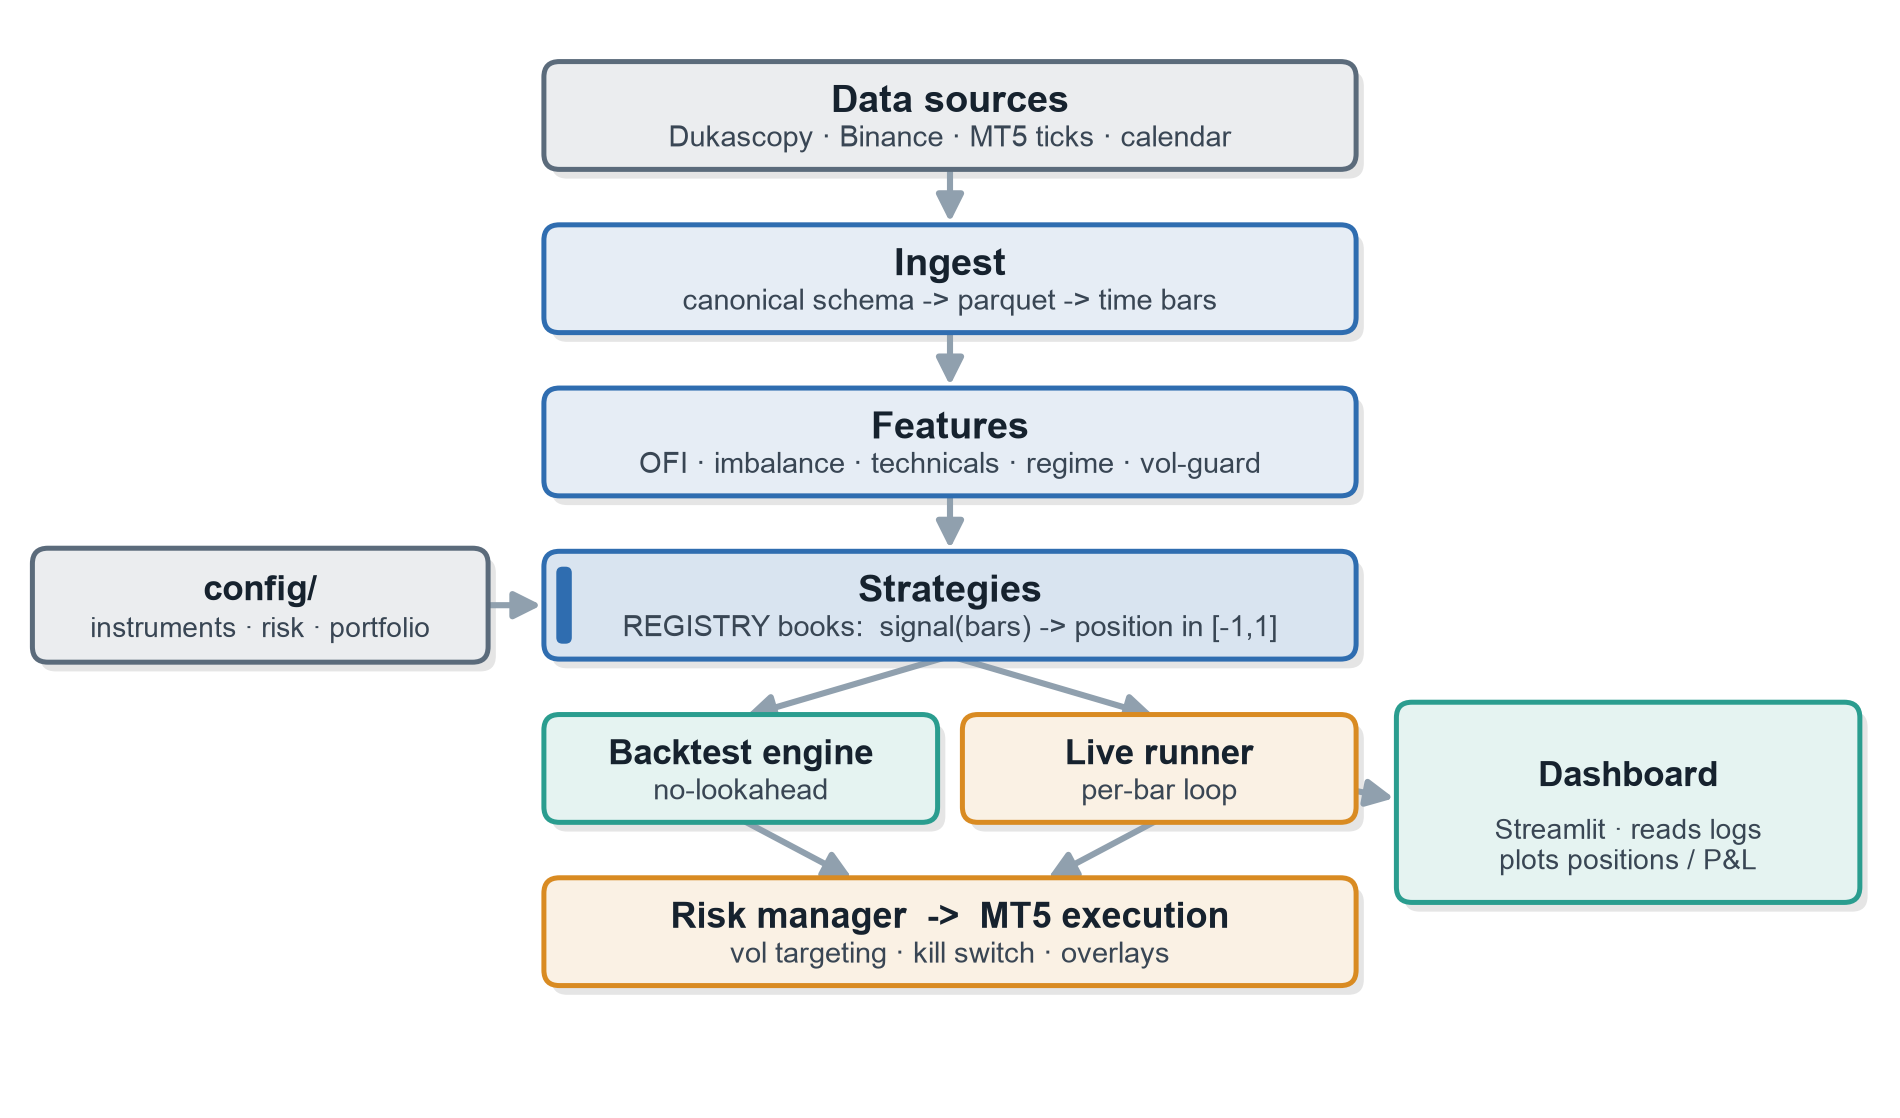 Data sources
Dukascopy · Binance · MT5 ticks · calendar
Ingest
canonical schema -> parquet -> time bars
Features
OFI · imbalance · technicals · regime · vol-guard
config/
instruments · risk · portfolio
Strategies
REGISTRY books:  signal(bars) -> position in [-1,1]
Backtest engine
no-lookahead
Live runner
per-bar loop
Dashboard
Streamlit · reads logs
plots positions / P&L
Risk manager  ->  MT5 execution
vol targeting · kill switch · overlays